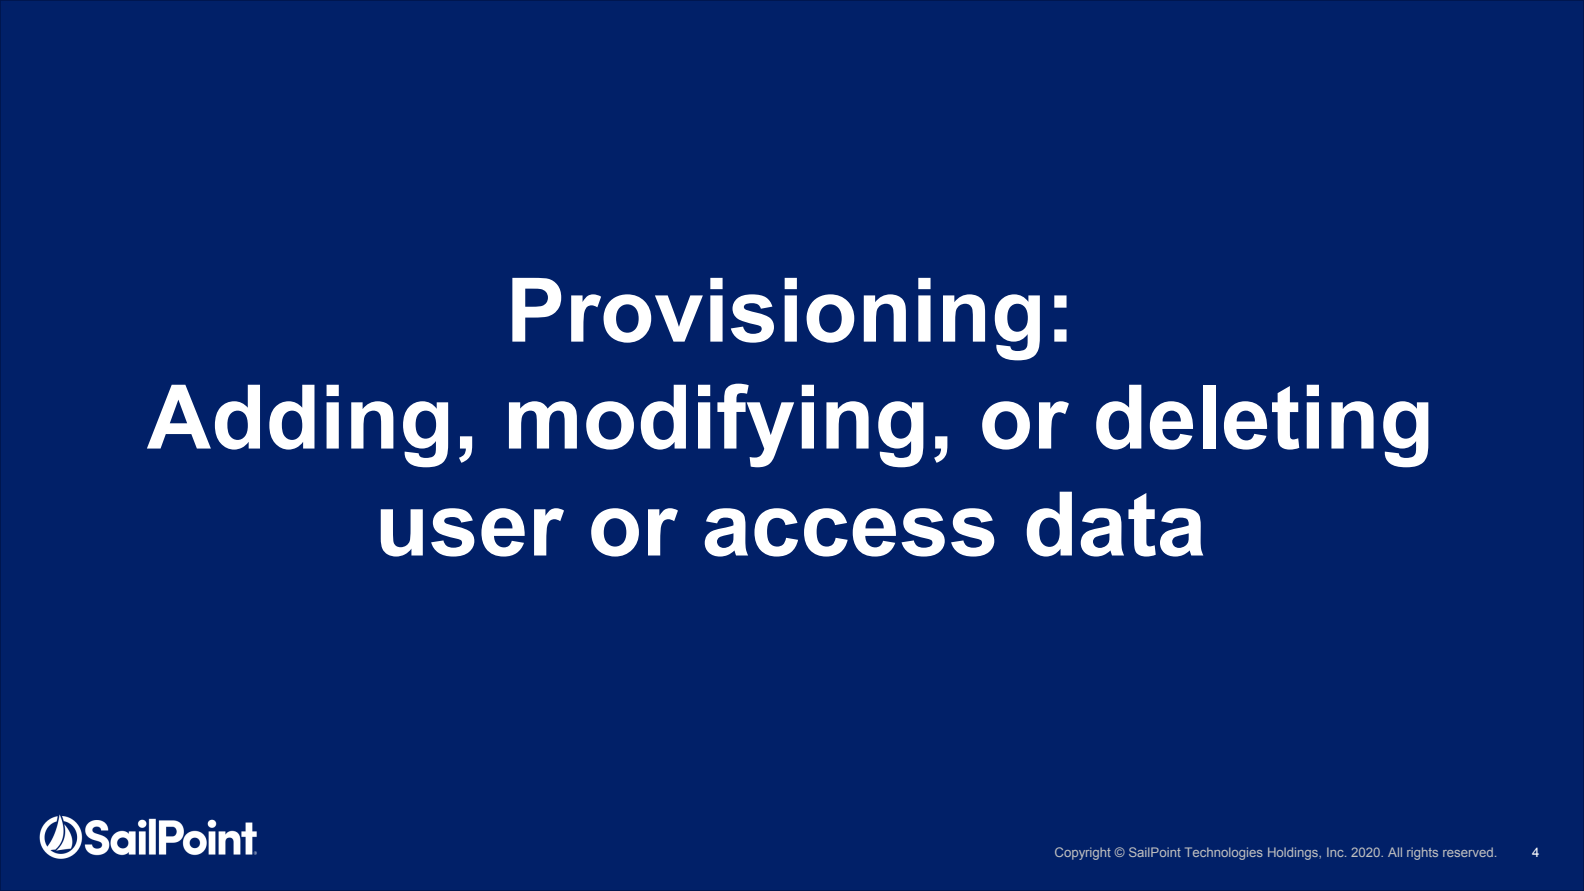 Provisioning:
Adding, modifying, or deleting
user or access data
SailPoint
Copyright © SailPoint Technologies Holdings, Inc. 2020. All rights reserved. 4